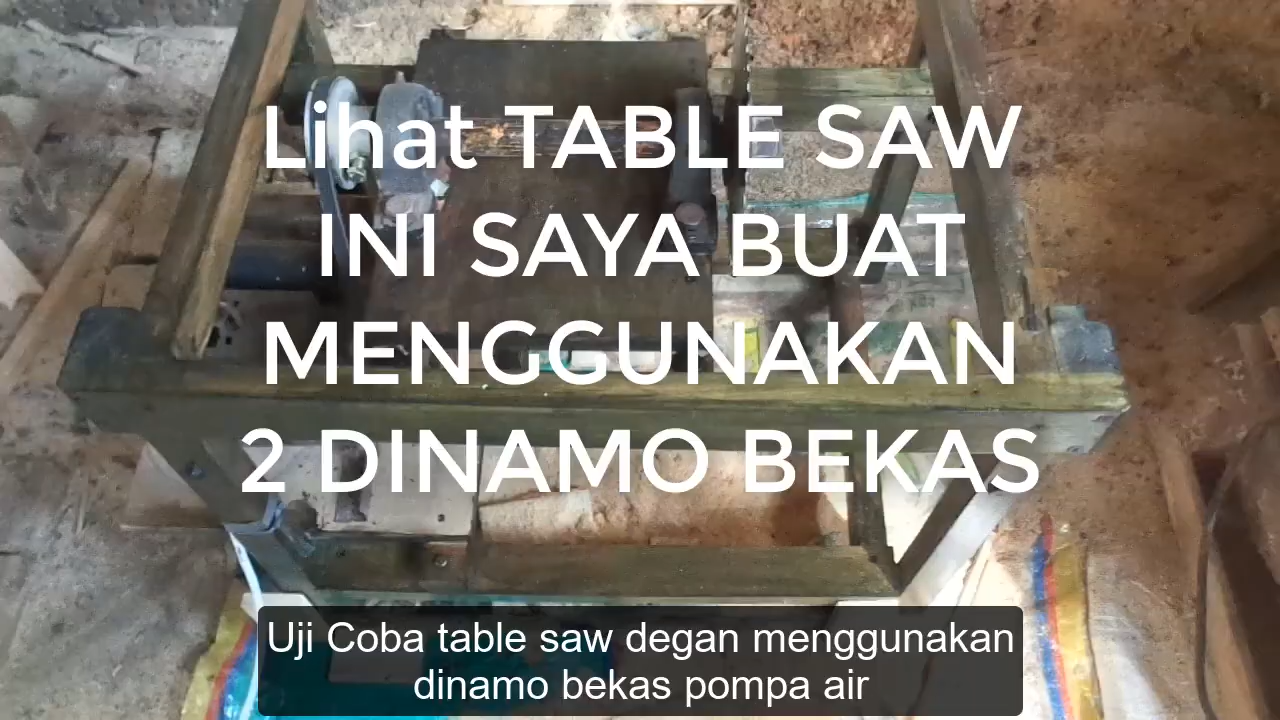 Lihat TABLE SAW
INI SAYA BUAT
MENGGUNAKAN
2 DINAMO BEKAS
Uji Coba table saw degan menggunakan
dinamo bekas pompa air